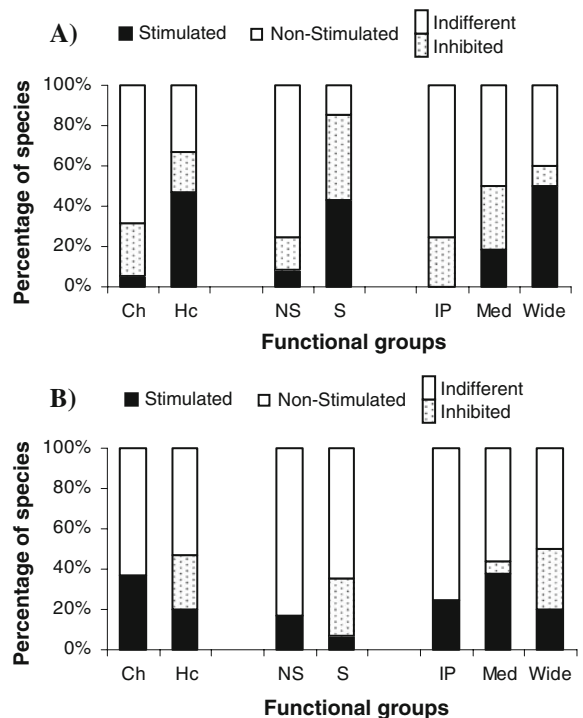 A)
Stimulated
Non-Stimulated
Indifferent
Inhibited
Percentage of species
100%
80%
60%
40%
20%
0%
Ch Hc NS S IP Med Wide
Functional groups
B)
Stimulated
Non-Stimulated
Indifferent
Inhibited
Percentage of species
100%
80%
60%
40%
20%
0%
Ch Hc NS S IP Med Wide
Functional groups